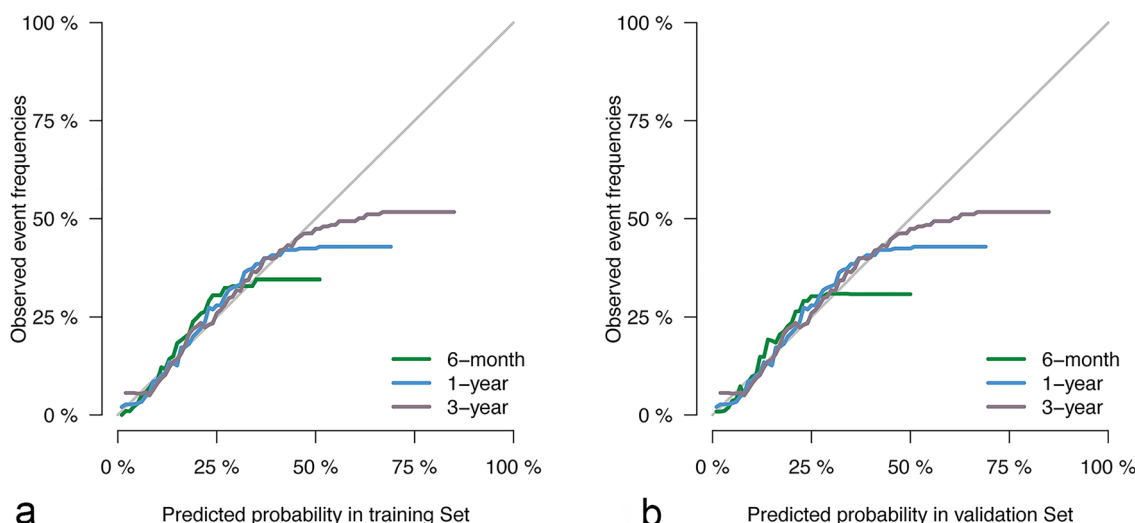 100 %
75 %
50 %
25 %
0 %
Observed event frequencies
6−month
1−year
3−year
0 %
25 %
50 %
75 %
100 %
a
Predicted probability in training Set
100 %
75 %
50 %
25 %
0 %
Observed event frequencies
6−month
1−year
3−year
0 %
25 %
50 %
75 %
100 %
b
Predicted probability in validation Set